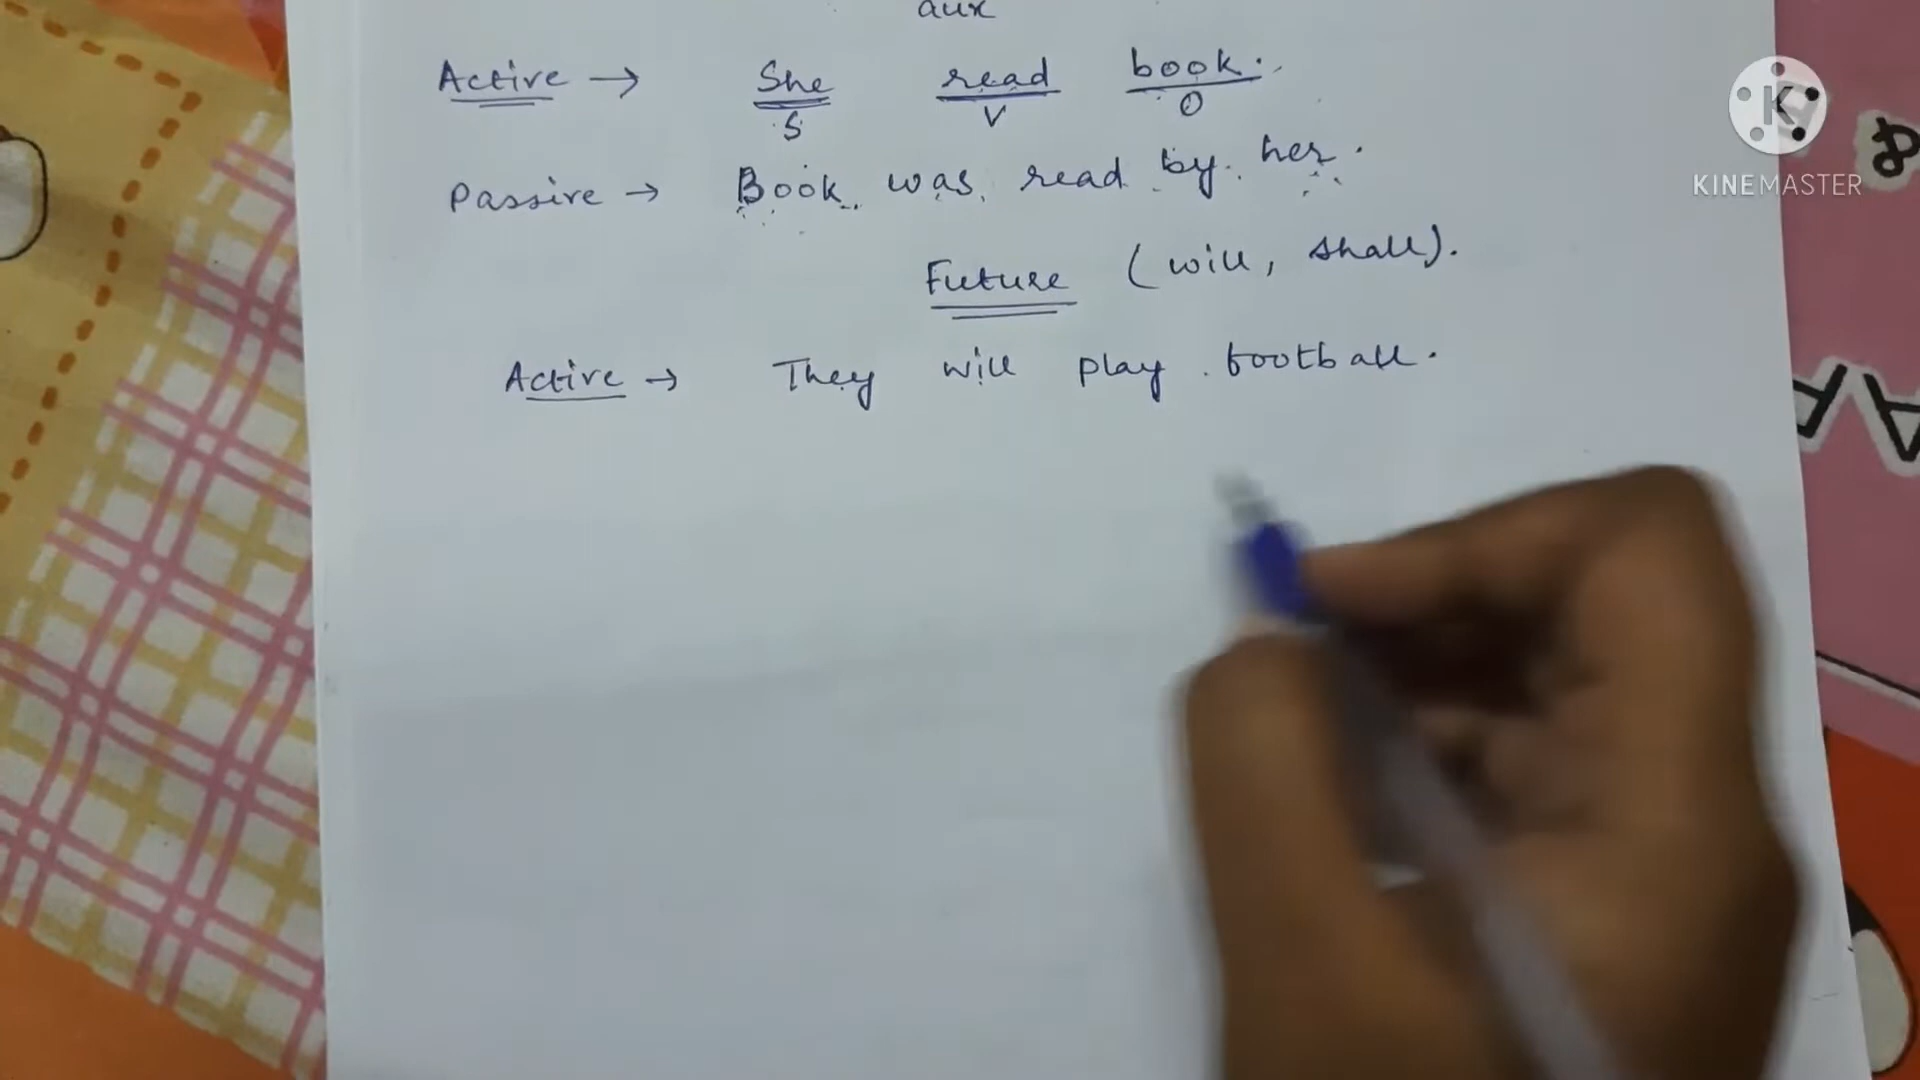 aux
Active → She read book.
S V O
Passive → Book was read by her.
Future (will, shall).
Active → They will play football.
KINEMASTER